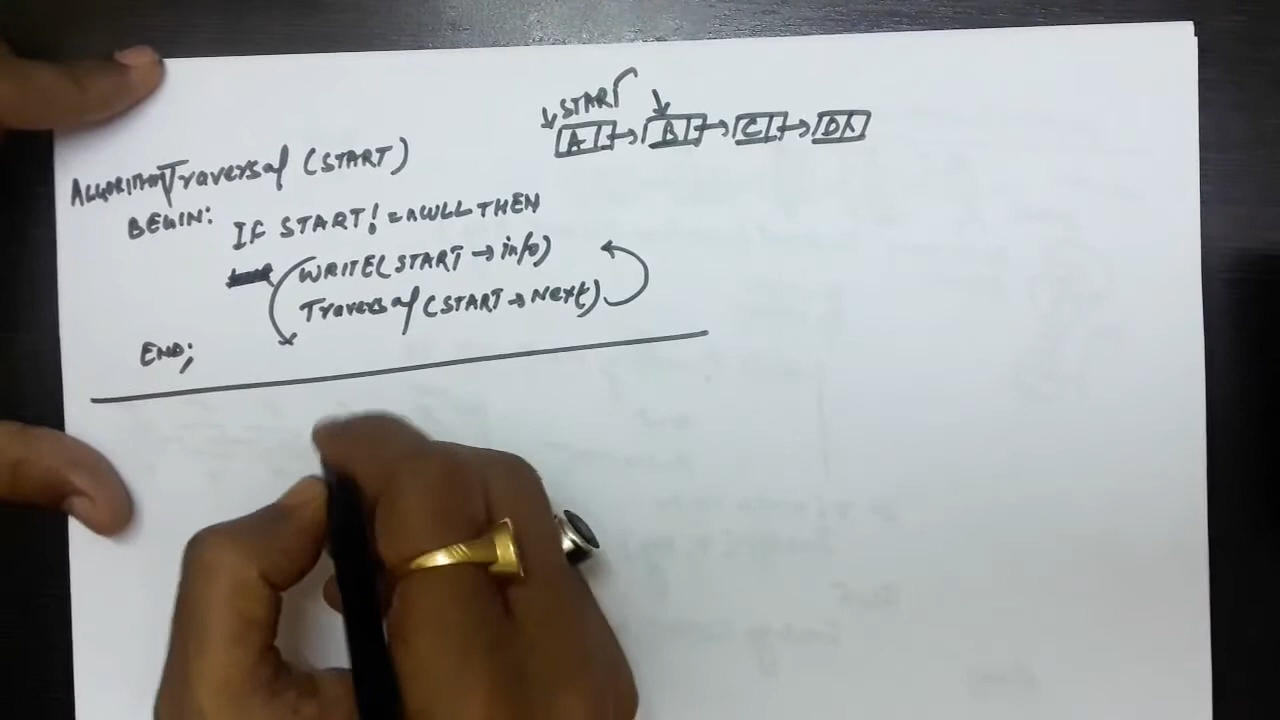 START
A B C D
ALGORITHM Traversal (START)
BEGIN:
IF START != NULL THEN
WRITE( START → info)
Traversal (START → Next)
END;